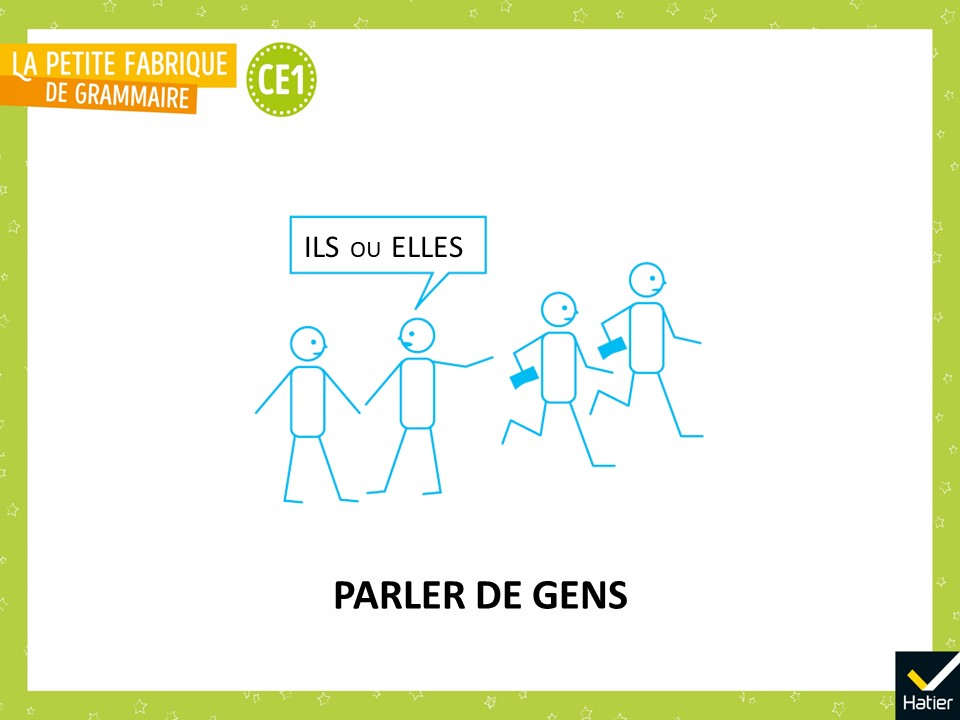 LA PETITE FABRIQUE
DE GRAMMAIRE
CE1
ILS OU ELLES
PARLER DE GENS
Hatier